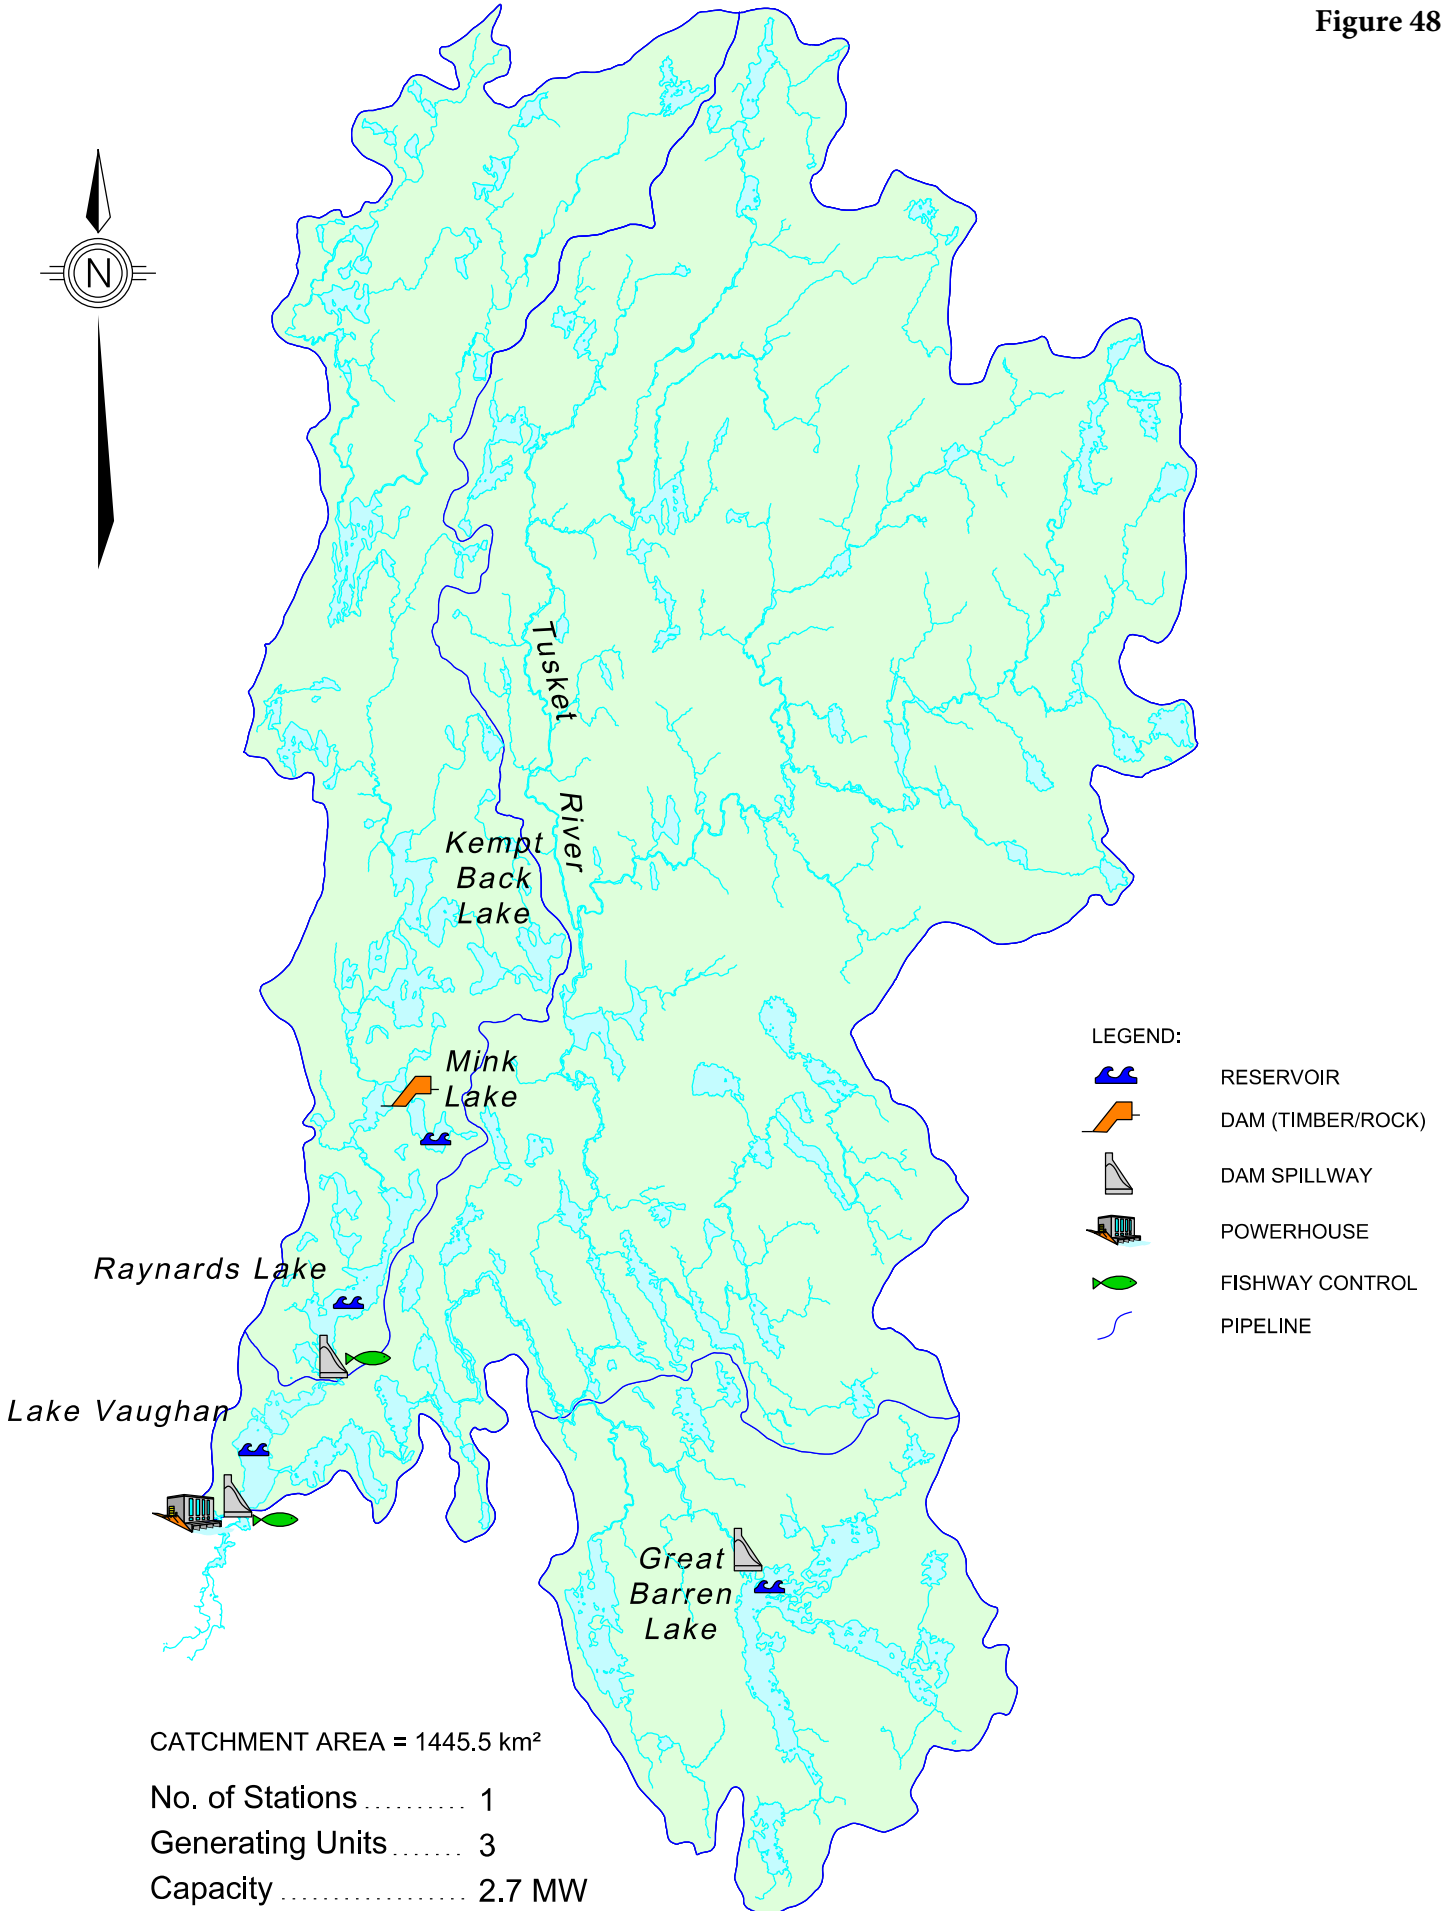 Figure 48
N
Tusket
River
Kempt
Back
Lake
Mink
Lake
LEGEND:
RESERVOIR
DAM (TIMBER/ROCK)
DAM SPILLWAY
POWERHOUSE
FISHWAY CONTROL
PIPELINE
Raynards Lake
Lake Vaughan
Great
Barren
Lake
CATCHMENT AREA = 1445.5 km²
No. of Stations .......... 1
Generating Units ....... 3
Capacity .................. 2.7 MW